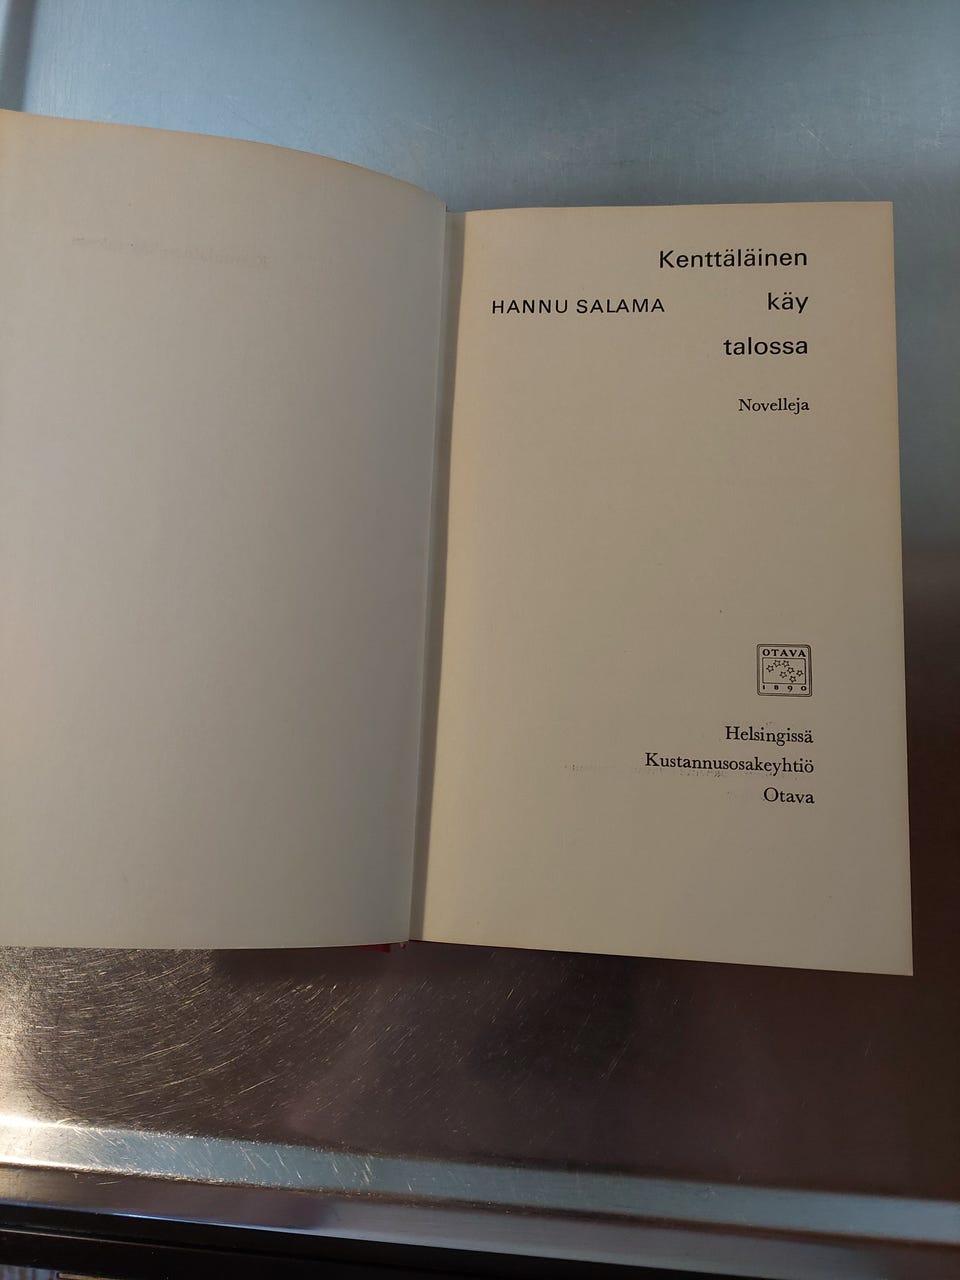 Kenttäläinen
HANNU SALAMA käy
talossa
Novelleja
OTAVA
1890
Helsingissä
Kustannusosakeyhtiö
Otava